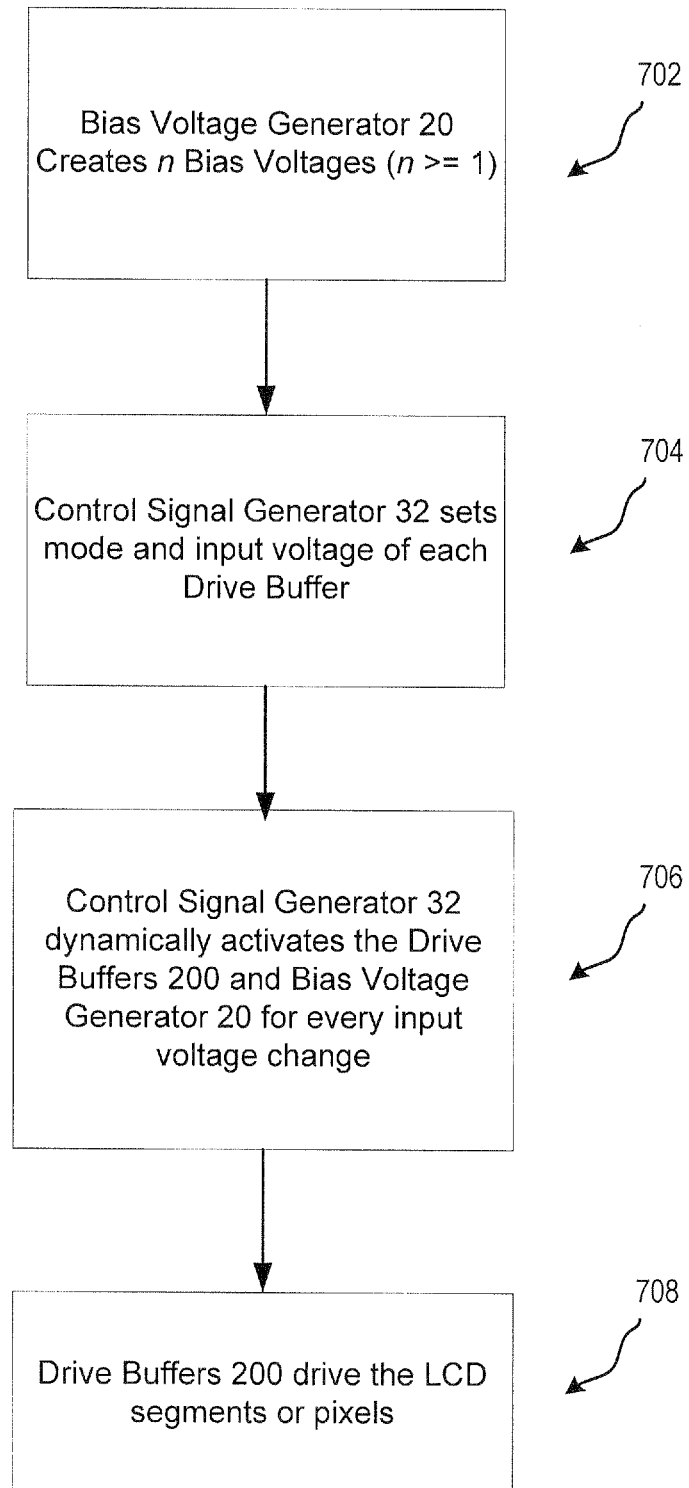 702
Bias Voltage Generator 20
Creates n Bias Voltages (n >= 1)
704
Control Signal Generator 32 sets
mode and input voltage of each
Drive Buffer
706
Control Signal Generator 32
dynamically activates the Drive
Buffers 200 and Bias Voltage
Generator 20 for every input
voltage change
708
Drive Buffers 200 drive the LCD
segments or pixels